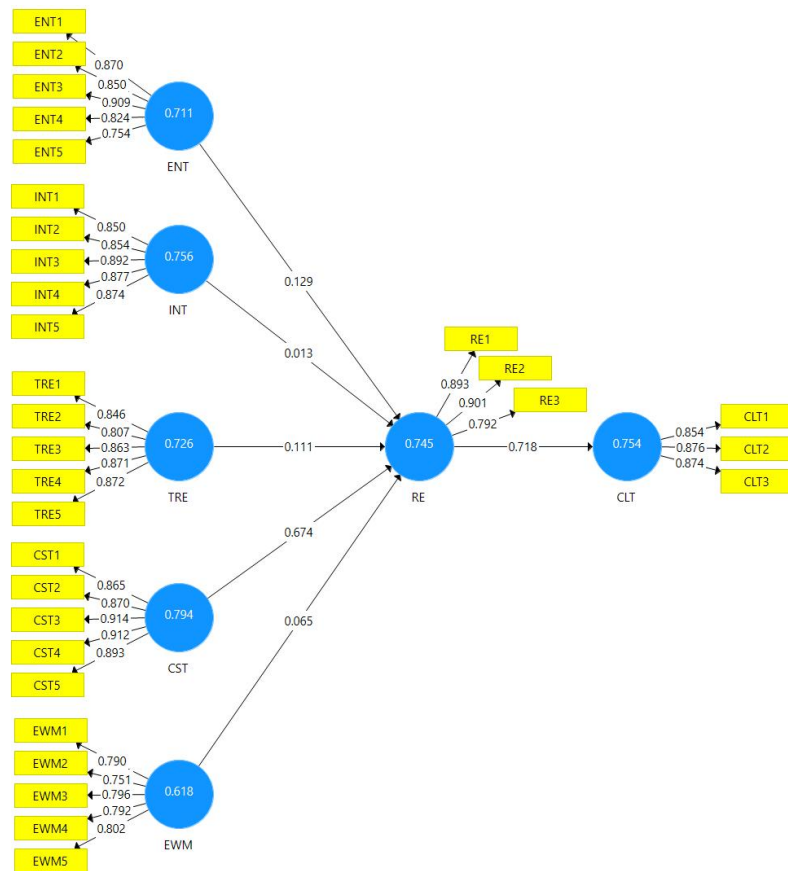 ENT1
ENT2
ENT3
ENT4
ENT5
0.870
0.850
0.909
0.824
0.754
0.711
ENT
INT1
INT2
INT3
INT4
INT5
0.850
0.854
0.892
0.877
0.874
0.756
INT
TRE1
TRE2
TRE3
TRE4
TRE5
0.846
0.807
0.863
0.871
0.872
0.726
TRE
CST1
CST2
CST3
CST4
CST5
0.865
0.870
0.914
0.912
0.893
0.794
CST
EWM1
EWM2
EWM3
EWM4
EWM5
0.790
0.751
0.796
0.792
0.802
0.618
EWM
0.129
0.013
0.111
0.674
0.065
RE1
RE2
RE3
0.893
0.901
0.792
0.745
RE
0.718
0.754
CLT
0.854
0.876
0.874
CLT1
CLT2
CLT3